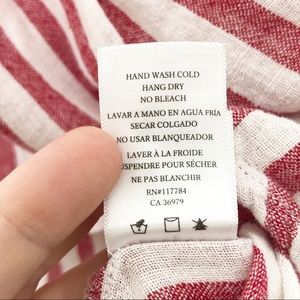 HAND WASH COLD
HANG DRY
NO BLEACH
LAVAR A MANO EN AGUA FRÍA
SECAR COLGADO
NO USAR BLANQUEADOR
LAVER À LA FROIDE
SUSPENDRE POUR SÉCHER
NE PAS BLANCHIR
RN#117784
CA 36979